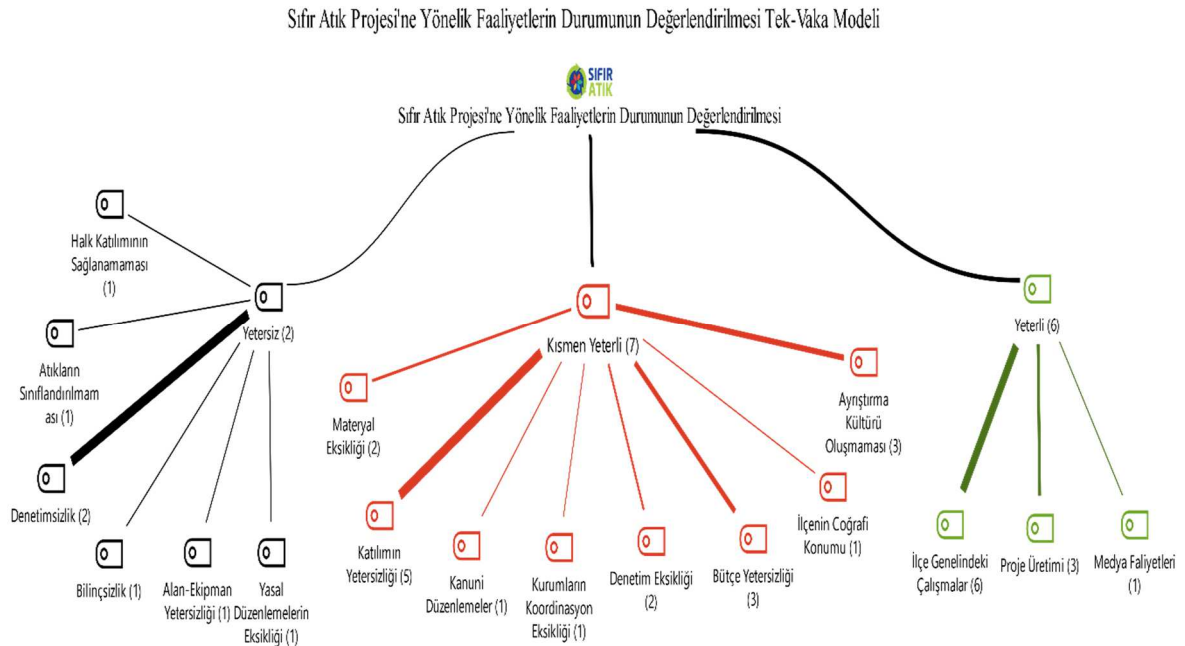 Sıfır Atık Projesi'ne Yönelik Faaliyetlerin Durumunun Değerlendirilmesi Tek-Vaka Modeli
SIFIR
ATIK
Sıfır Atık Projesi'ne Yönelik Faaliyetlerin Durumunun Değerlendirilmesi
Halk Katılımının
Sağlanamaması
(1)
Yetersiz (2)
Atıkların
Sınıflandırılmam
ası (1)
Denetimsizlik (2)
Bilinçsizlik (1)
Alan-Ekipman
Yetersizliği (1)
Yasal
Düzenlemelerin
Eksikliği (1)
Kısmen Yeterli (7)
Materyal
Eksikliği (2)
Katılımın
Yetersizliği (5)
Kanuni
Düzenlemeler (1)
Kurumların
Koordinasyon
Eksikliği (1)
Denetim Eksikliği
(2)
Bütçe Yetersizliği
(3)
İlçenin Coğrafi
Konumu (1)
Ayrıştırma
Kültürü
Oluşmaması (3)
Yeterli (6)
İlçe Genelindeki
Çalışmalar (6)
Proje Üretimi (3)
Medya Faliyetleri
(1)